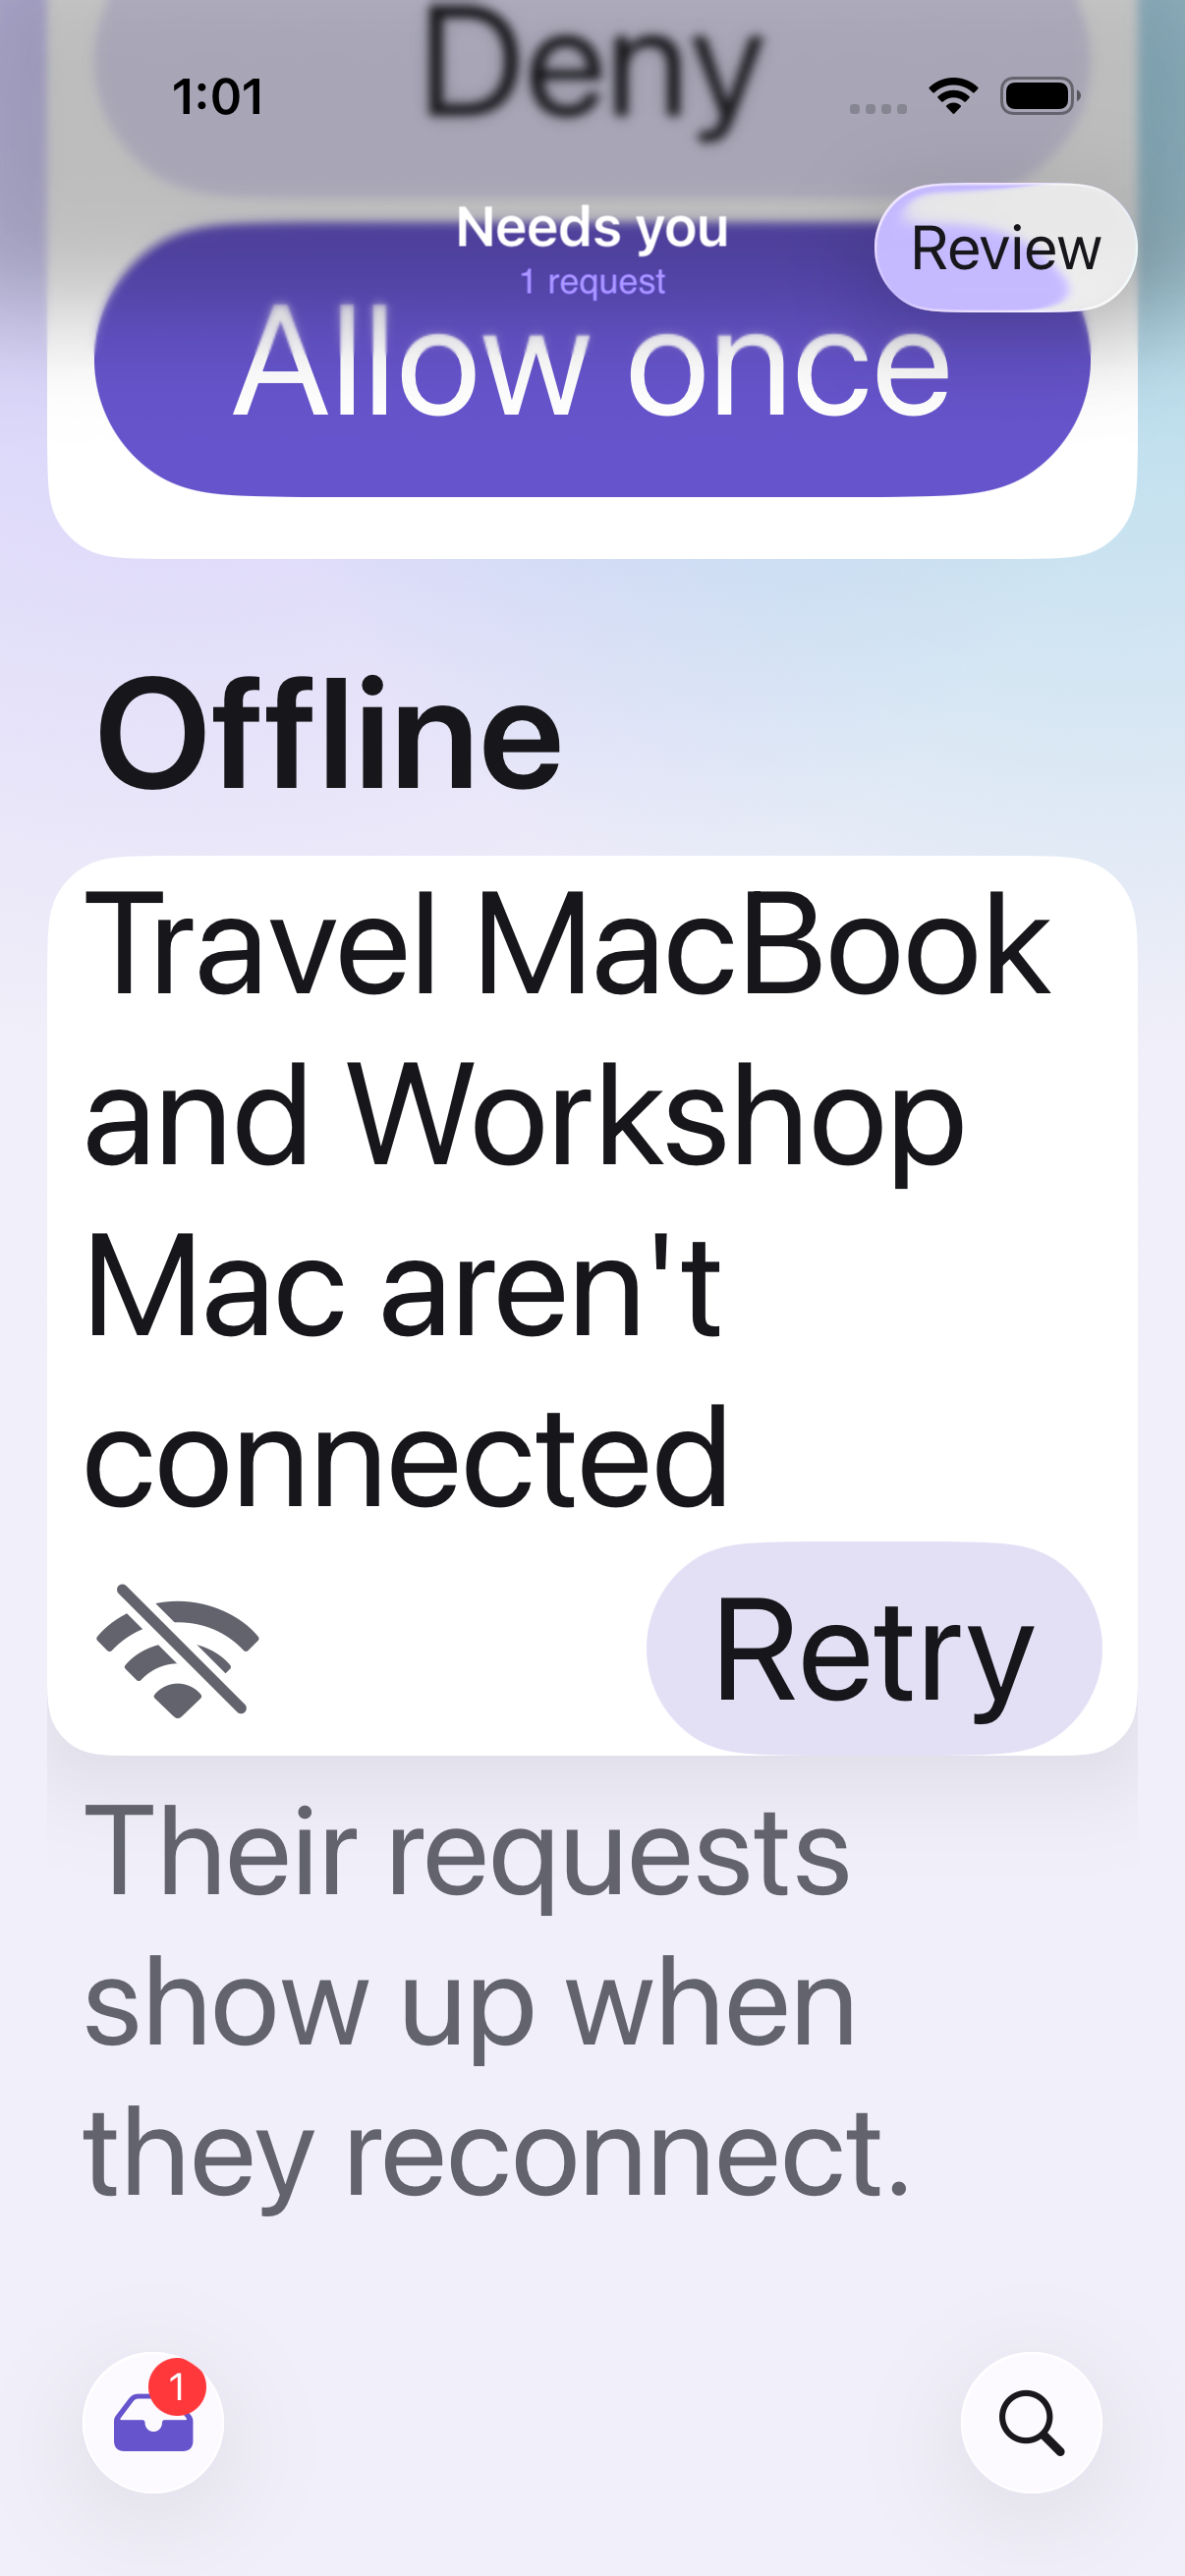 1:01
Deny
Needs you
1 request
Review
Allow once
Offline
Travel MacBook
and Workshop
Mac aren't
connected
Retry
Their requests
show up when
they reconnect.
1